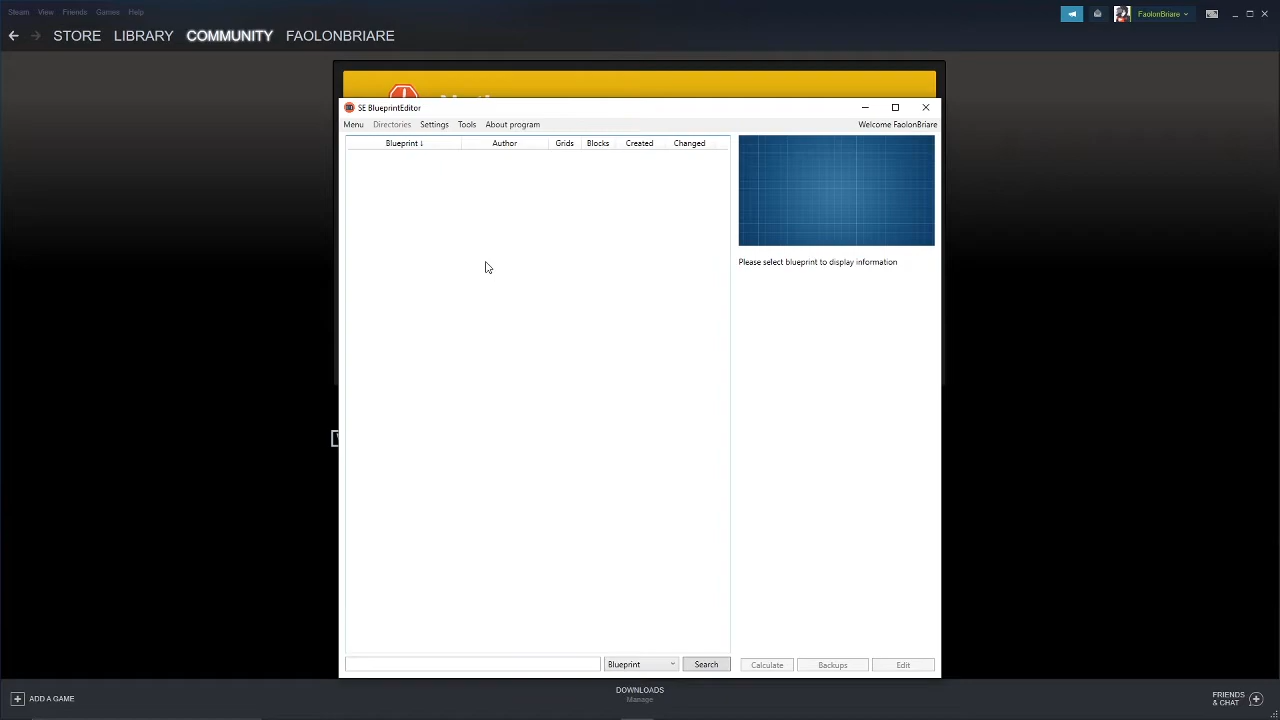 Steam View Friends Games Help
FaolonBriare
STORE LIBRARY COMMUNITY FAOLONBRIARE
SE BlueprintEditor
Menu Directories Settings Tools About program
Welcome FaolonBriare
Blueprint ↓ Author Grids Blocks Created Changed
Please select blueprint to display information
Blueprint Search
Calculate Backups Edit
ADD A GAME
DOWNLOADS
Manage
FRIENDS
& CHAT